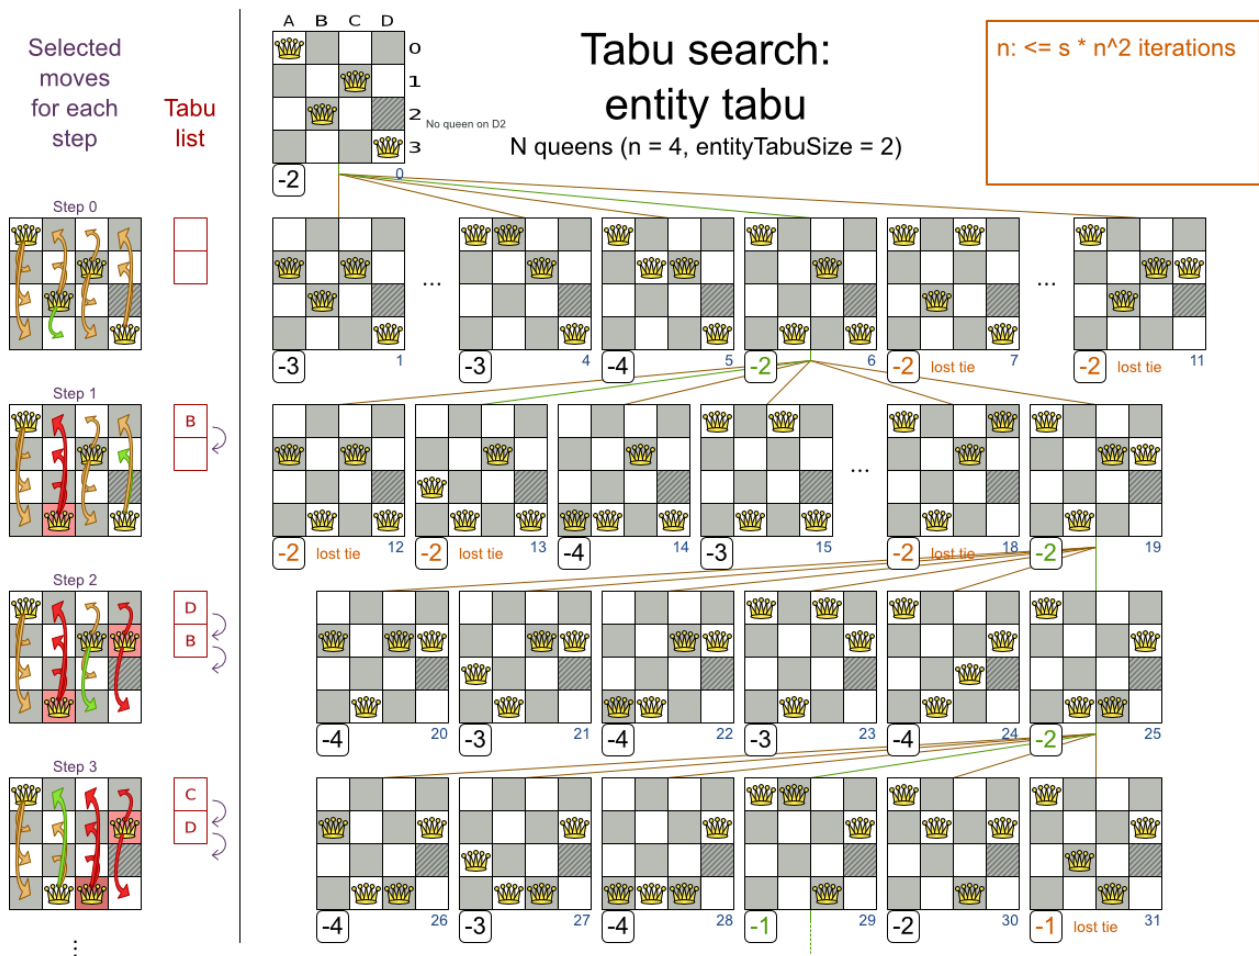 Selected
moves
for each
step
Tabu
list
A B C D
0
1
2
3
No queen on D2
-2
0
Tabu search:
entity tabu
N queens (n = 4, entityTabuSize = 2)
n: <= s * n^2 iterations
Step 0
...
...
-3 1
-3 4
-4 5
-2 6
-2 lost tie 7
-2 lost tie 11
Step 1
B
...
-2 lost tie 12
-2 lost tie 13
-4 14
-3 15
-2 lost tie 18
-2 19
Step 2
D
B
-4 20
-3 21
-4 22
-3 23
-4 24
-2 25
Step 3
C
D
-4 26
-3 27
-4 28
-1 29
-2 30
-1 lost tie 31
...